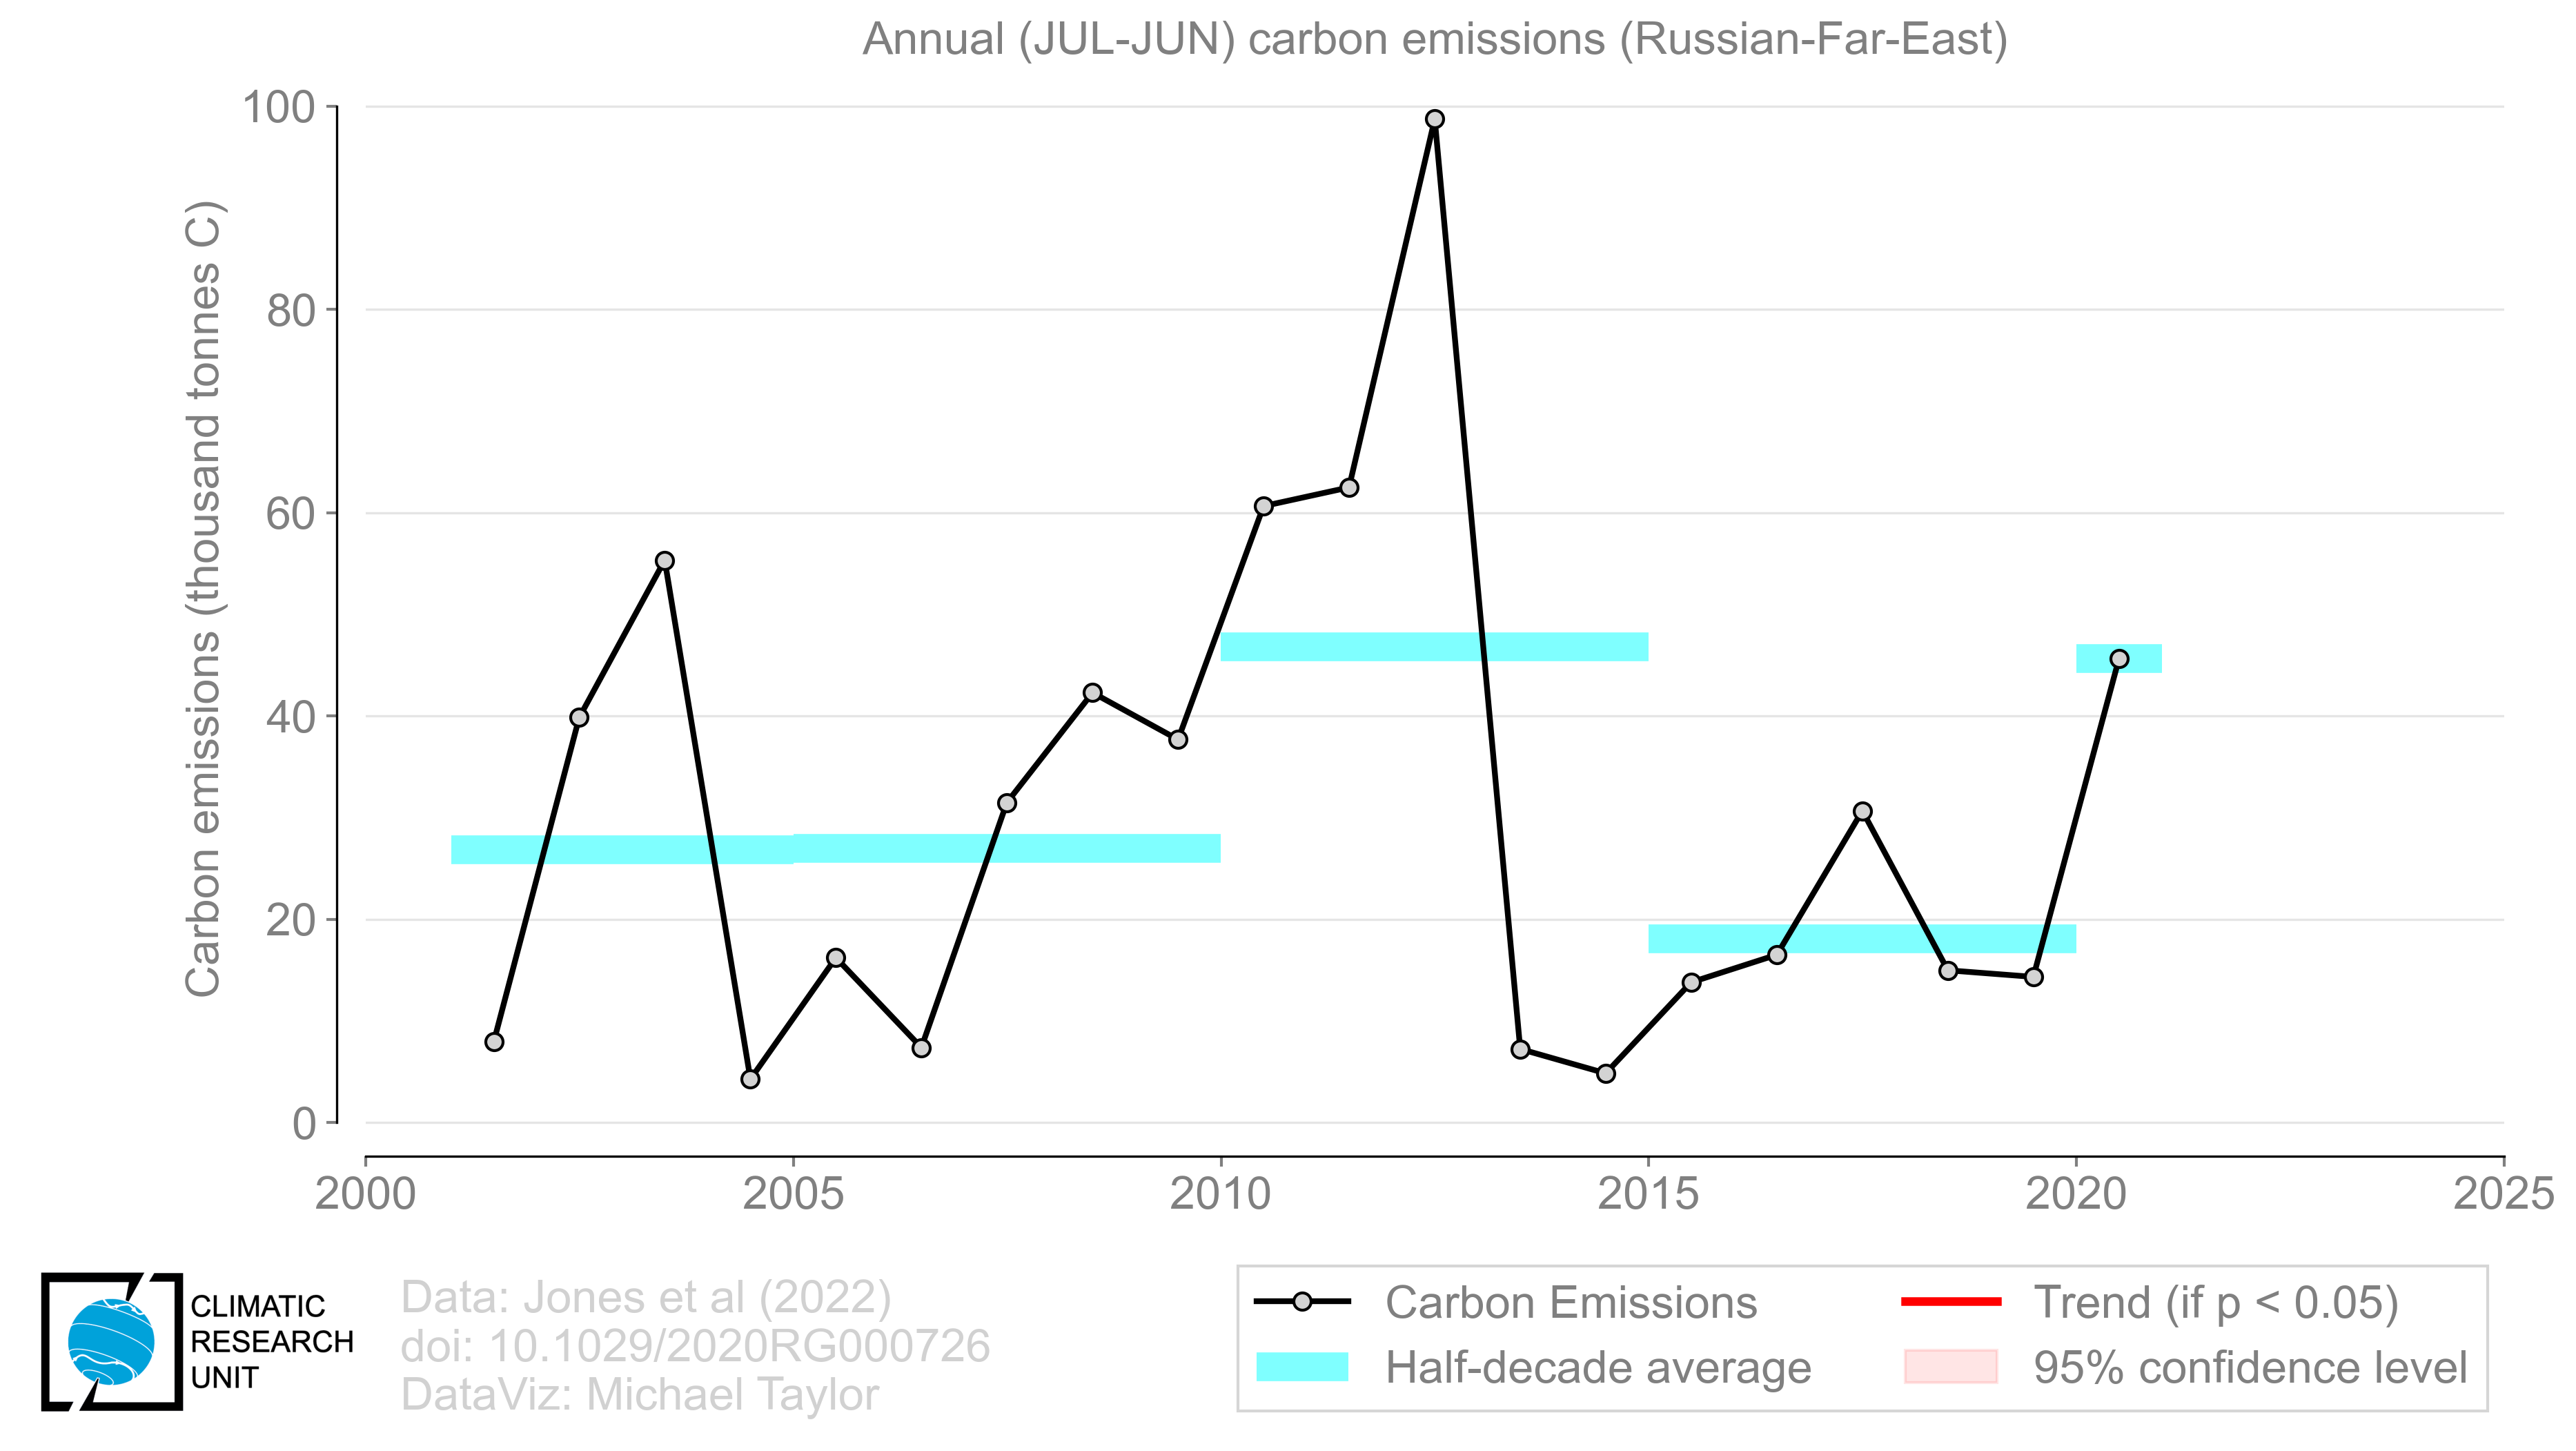 Annual (JUL-JUN) carbon emissions (Russian-Far-East)
Carbon emissions (thousand tonnes C)
100
80
60
40
20
0
2000 2005 2010 2015 2020 2025
CLIMATIC
RESEARCH
UNIT
Data: Jones et al (2022)
doi: 10.1029/2020RG000726
DataViz: Michael Taylor
Carbon Emissions
Half-decade average
Trend (if p < 0.05)
95% confidence level